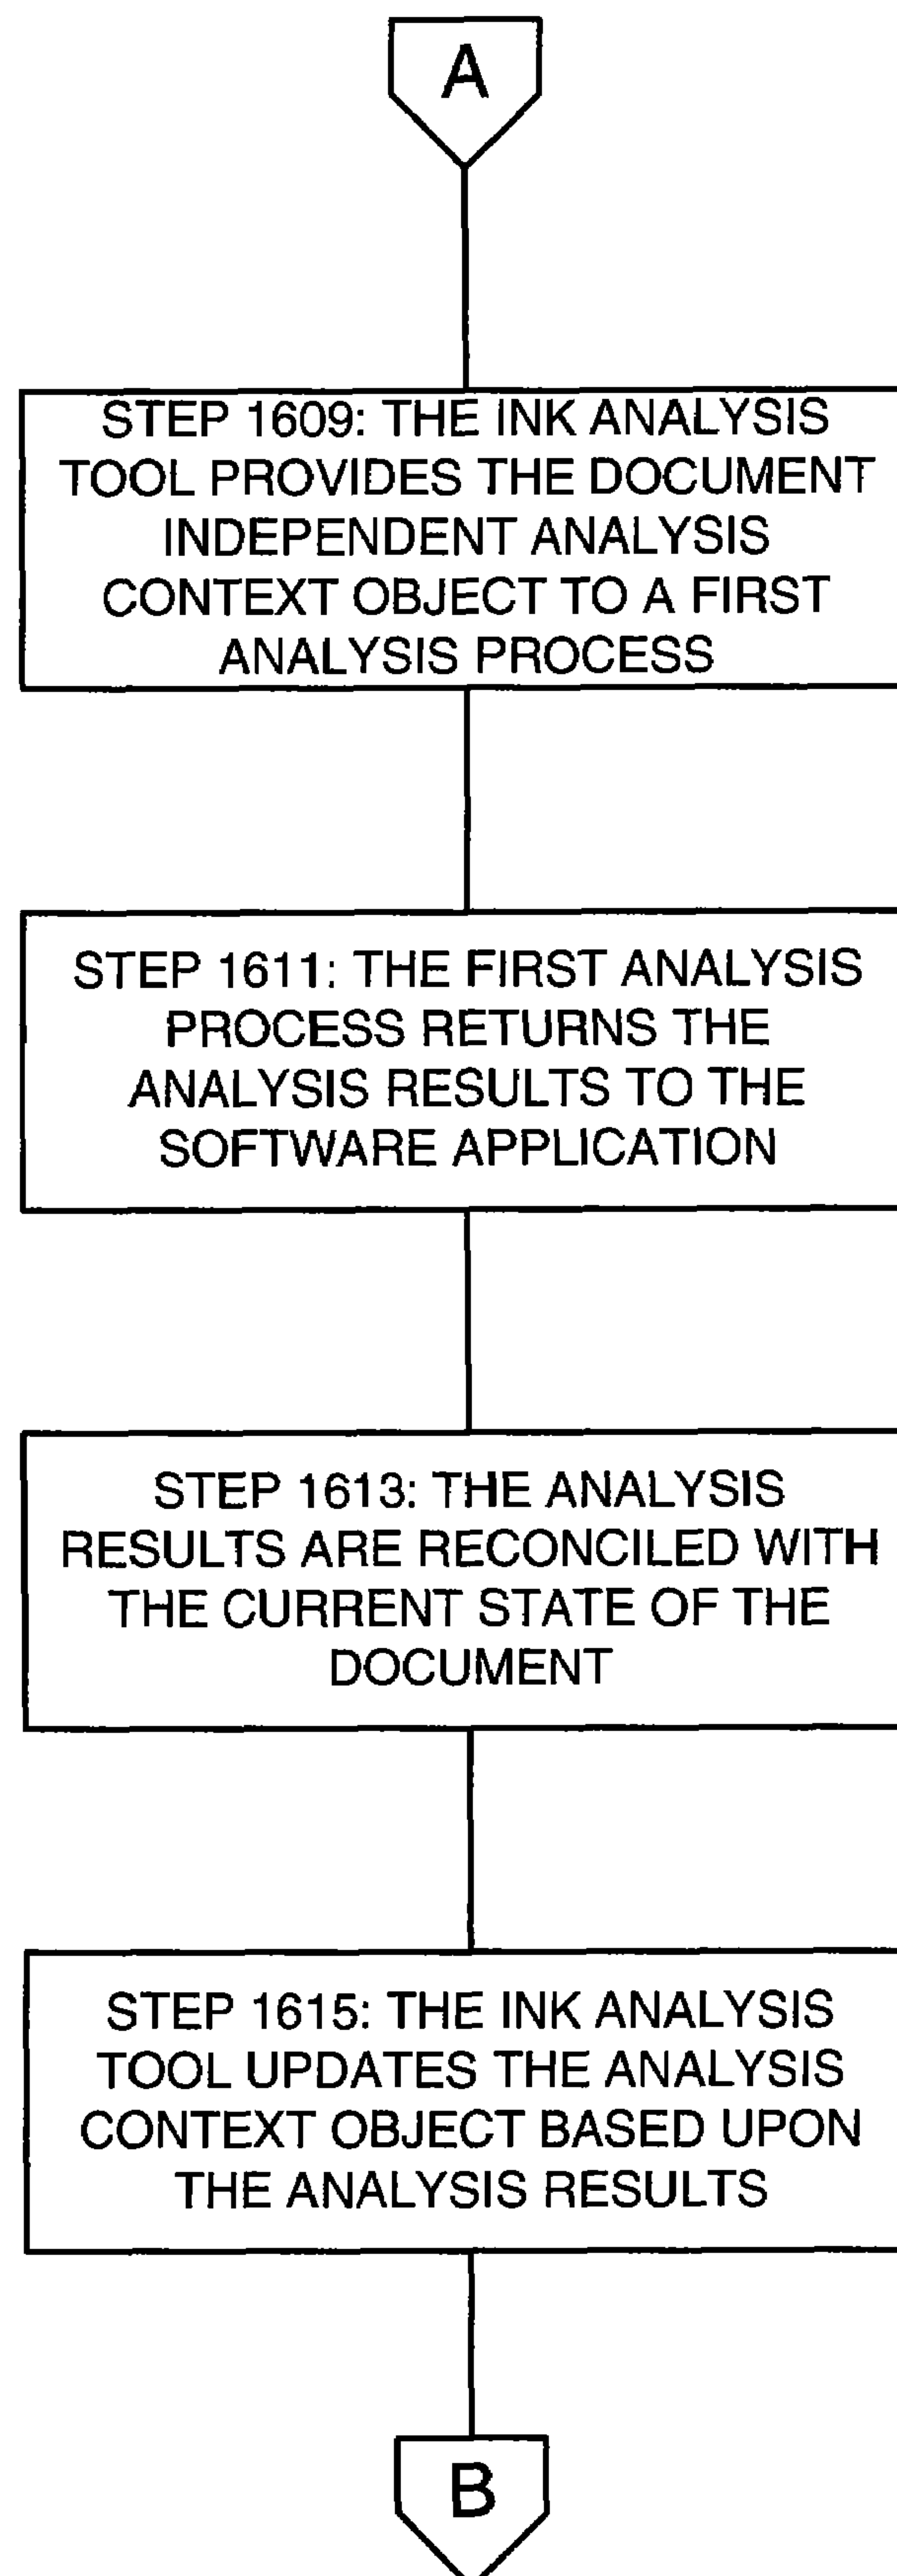 A
STEP 1609: THE INK ANALYSIS
TOOL PROVIDES THE DOCUMENT
INDEPENDENT ANALYSIS
CONTEXT OBJECT TO A FIRST
ANALYSIS PROCESS
STEP 1611: THE FIRST ANALYSIS
PROCESS RETURNS THE
ANALYSIS RESULTS TO THE
SOFTWARE APPLICATION
STEP 1613: THE ANALYSIS
RESULTS ARE RECONCILED WITH
THE CURRENT STATE OF THE
DOCUMENT
STEP 1615: THE INK ANALYSIS
TOOL UPDATES THE ANALYSIS
CONTEXT OBJECT BASED UPON
THE ANALYSIS RESULTS
B